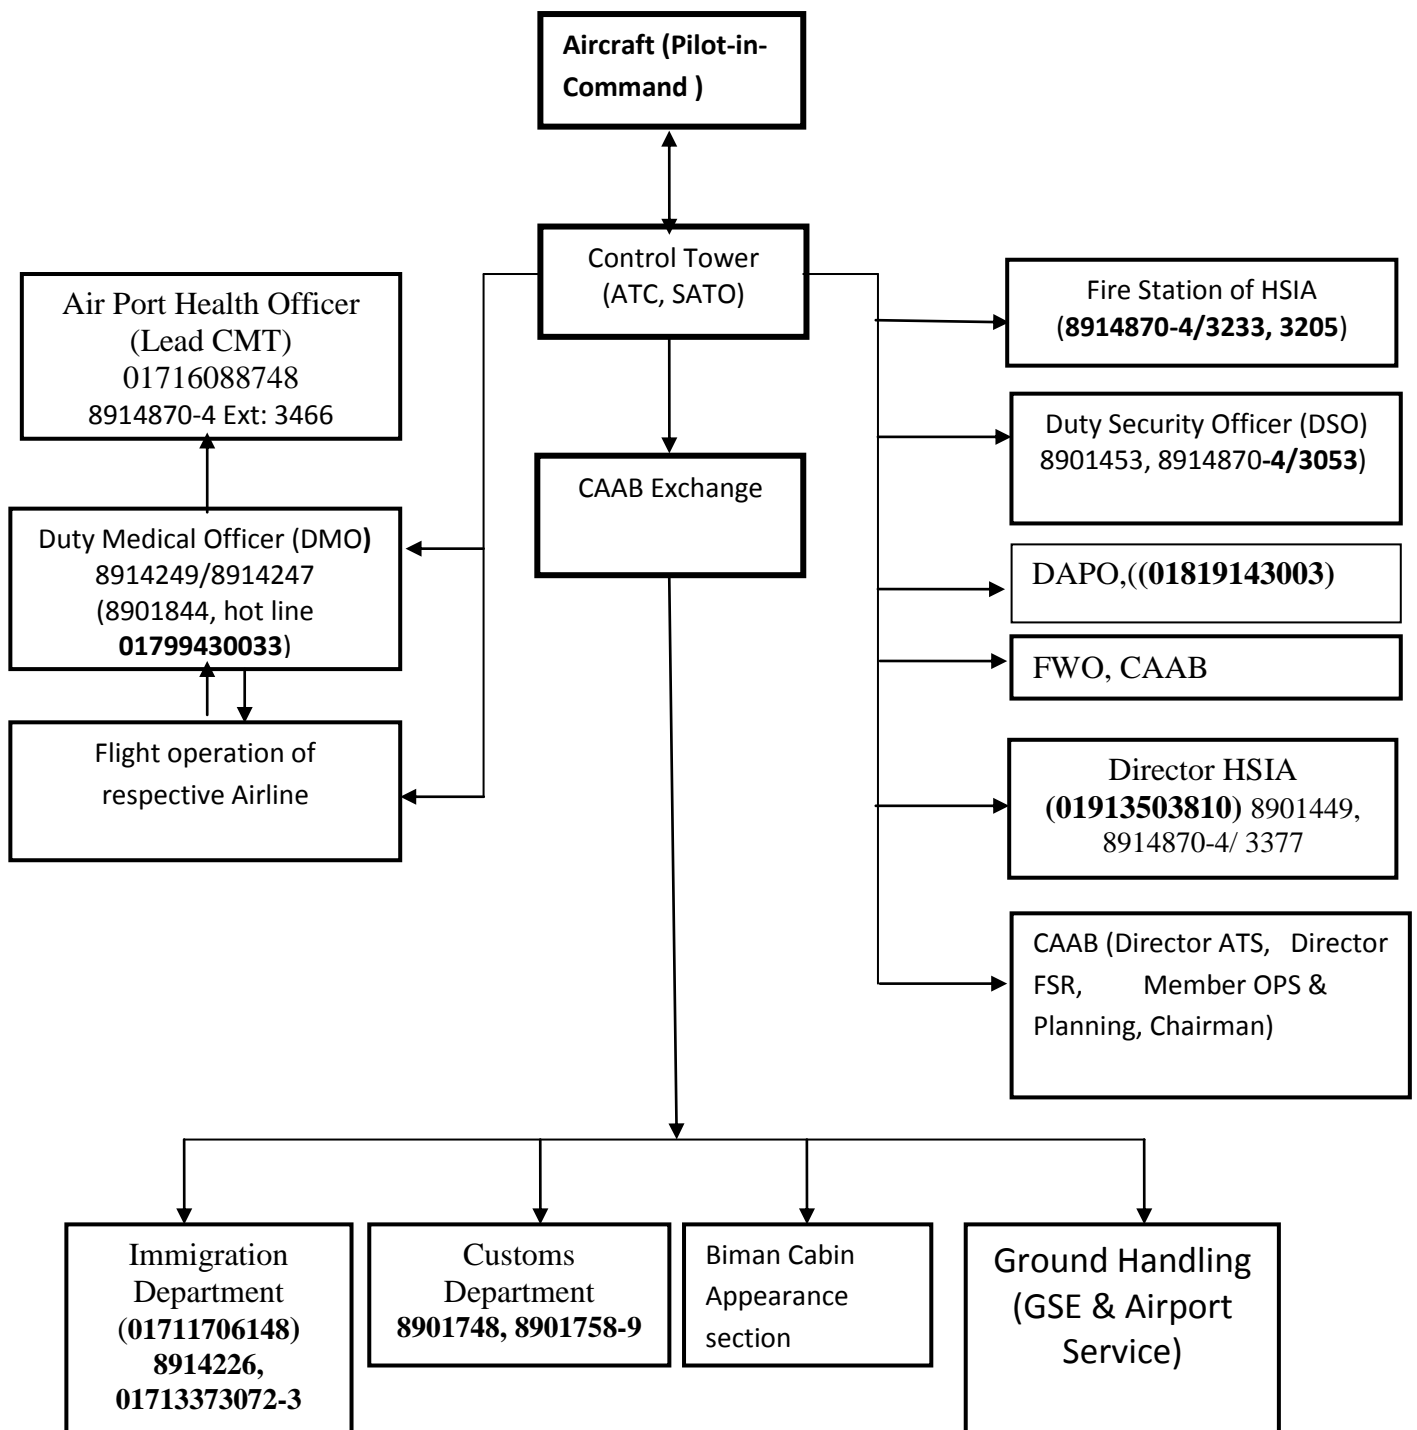 Aircraft (Pilot-in-
Command )
Control Tower
(ATC, SATO)
Air Port Health Officer
(Lead CMT)
01716088748
8914870-4 Ext: 3466
Fire Station of HSIA
(8914870-4/3233, 3205)
Duty Security Officer (DSO)
8901453, 8914870-4/3053)
CAAB Exchange
Duty Medical Officer (DMO)
8914249/8914247
(8901844, hot line
01799430033)
DAPO,((01819143003)
FWO, CAAB
Flight operation of
respective Airline
Director HSIA
(01913503810) 8901449,
8914870-4/ 3377
CAAB (Director ATS, Director
FSR, Member OPS &
Planning, Chairman)
Immigration
Department
(01711706148)
8914226,
01713373072-3
Customs
Department
8901748, 8901758-9
Biman Cabin
Appearance
section
Ground Handling
(GSE & Airport
Service)